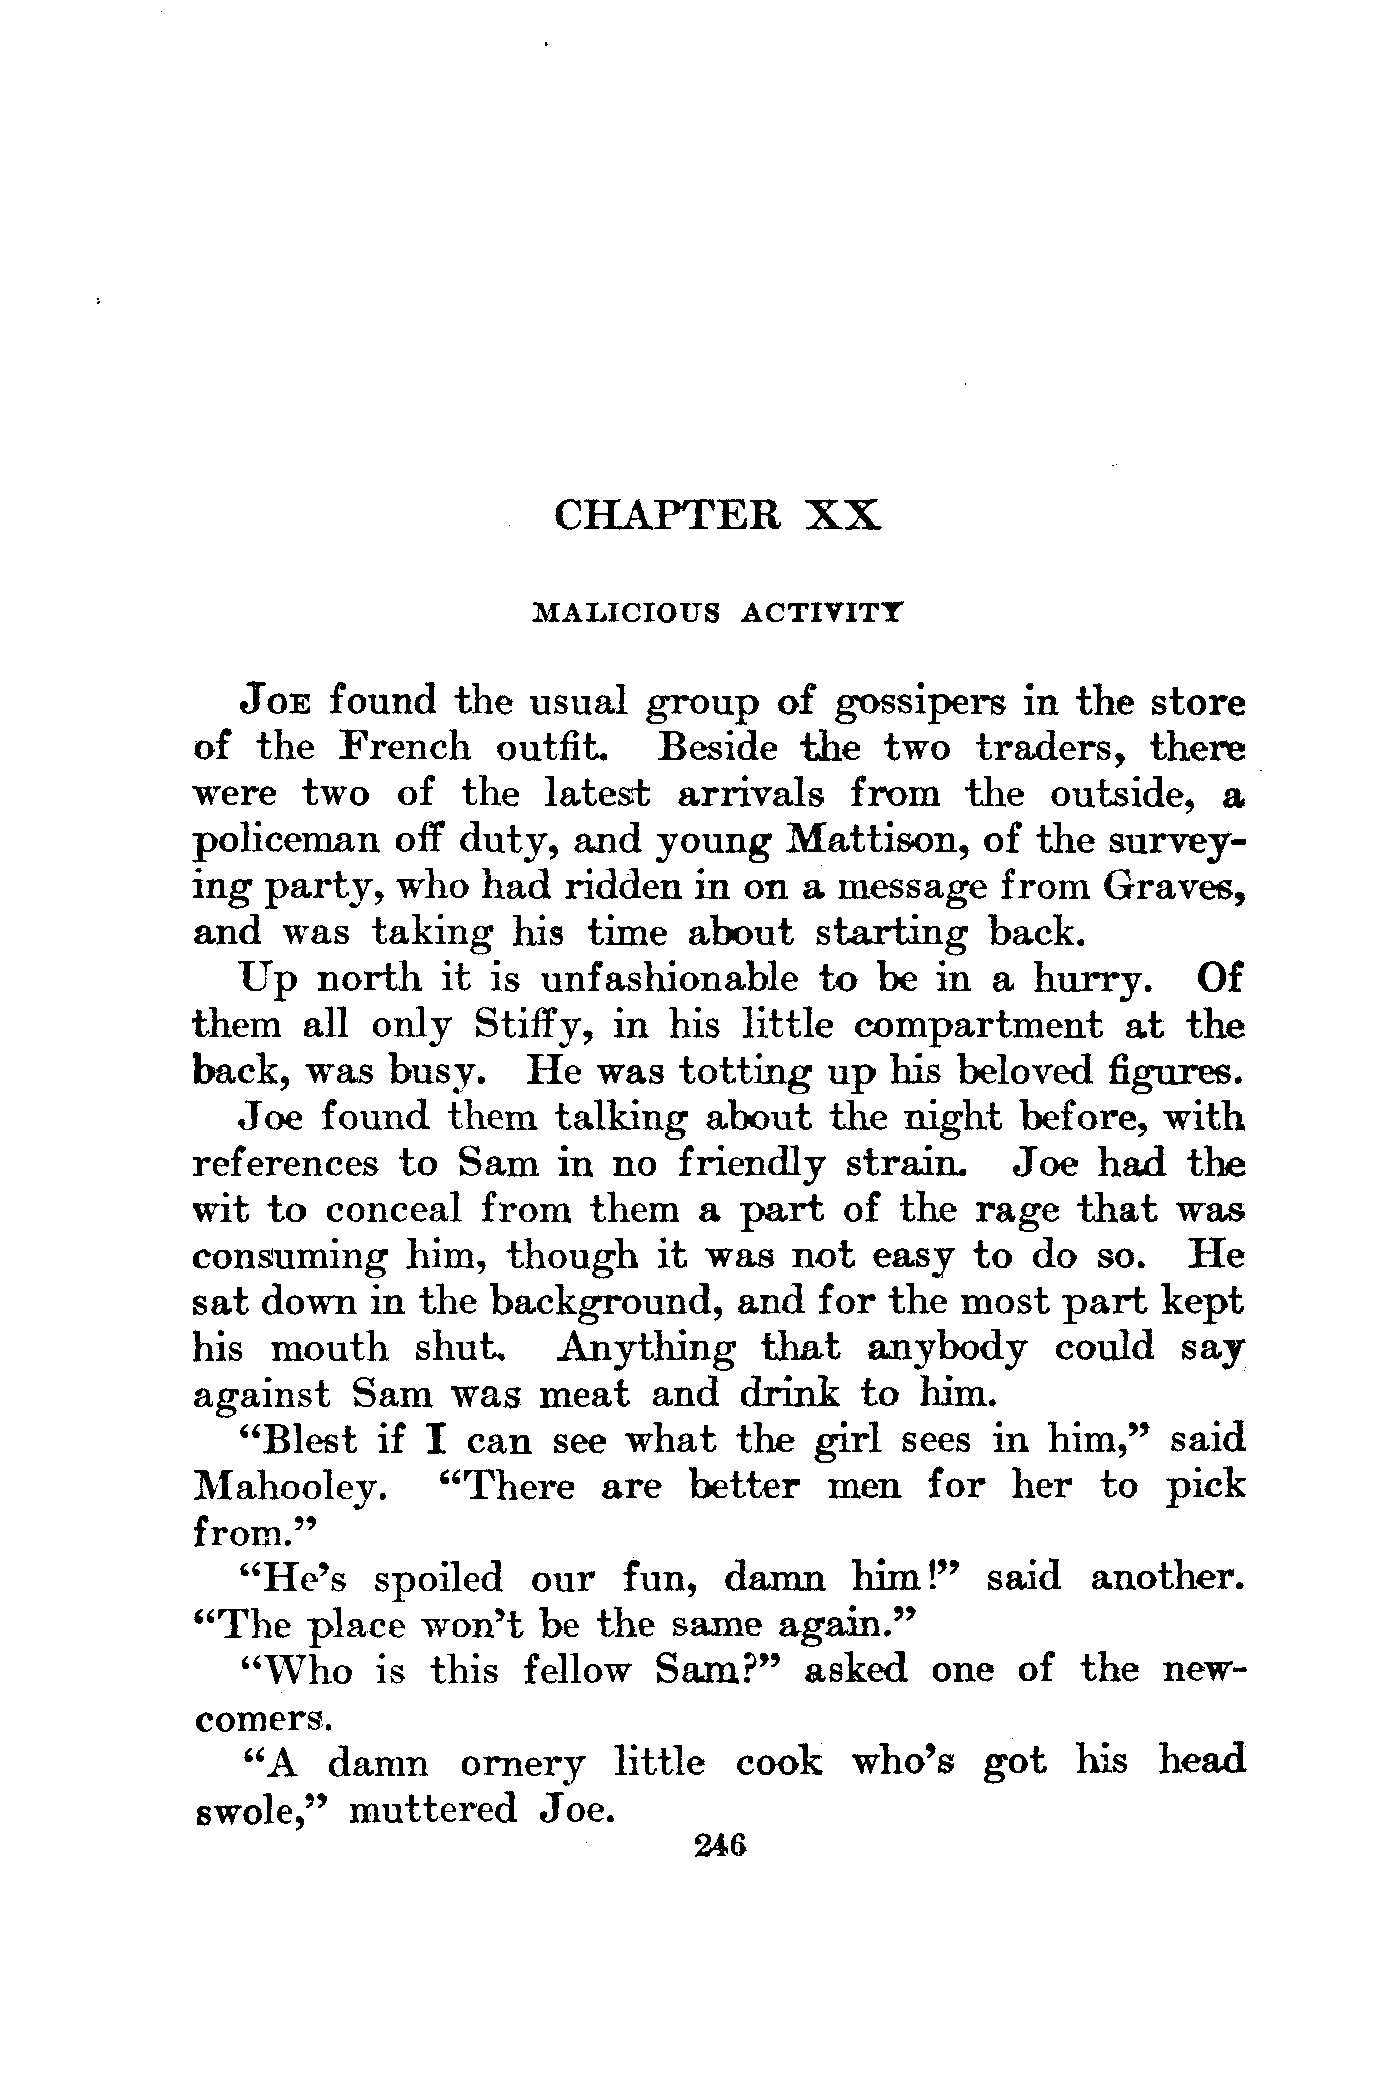 CHAPTER XX
MALICIOUS ACTIVITY
JOE found the usual group of gossipers in the store
of the French outfit. Beside the two traders, there
were two of the latest arrivals from the outside, a
policeman off duty, and young Mattison, of the survey-
ing party, who had ridden in on a message from Graves,
and was taking his time about starting back.
Up north it is unfashionable to be in a hurry. Of
them all only Stiffy, in his little compartment at the
back, was busy. He was totting up his beloved figures.
Joe found them talking about the night before, with
references to Sam in no friendly strain. Joe had the
wit to conceal from them a part of the rage that was
consuming him, though it was not easy to do so. He
sat down in the background, and for the most part kept
his mouth shut. Anything that anybody could say
against Sam was meat and drink to him.
“Blest if I can see what the girl sees in him,” said
Mahooley. “There are better men for her to pick
from.”
“He’s spoiled our fun, damn him!” said another.
“The place won’t be the same again.”
“Who is this fellow Sam?” asked one of the new-
comers.
“A damn ornery little cook who’s got his head
swole,” muttered Joe.
246